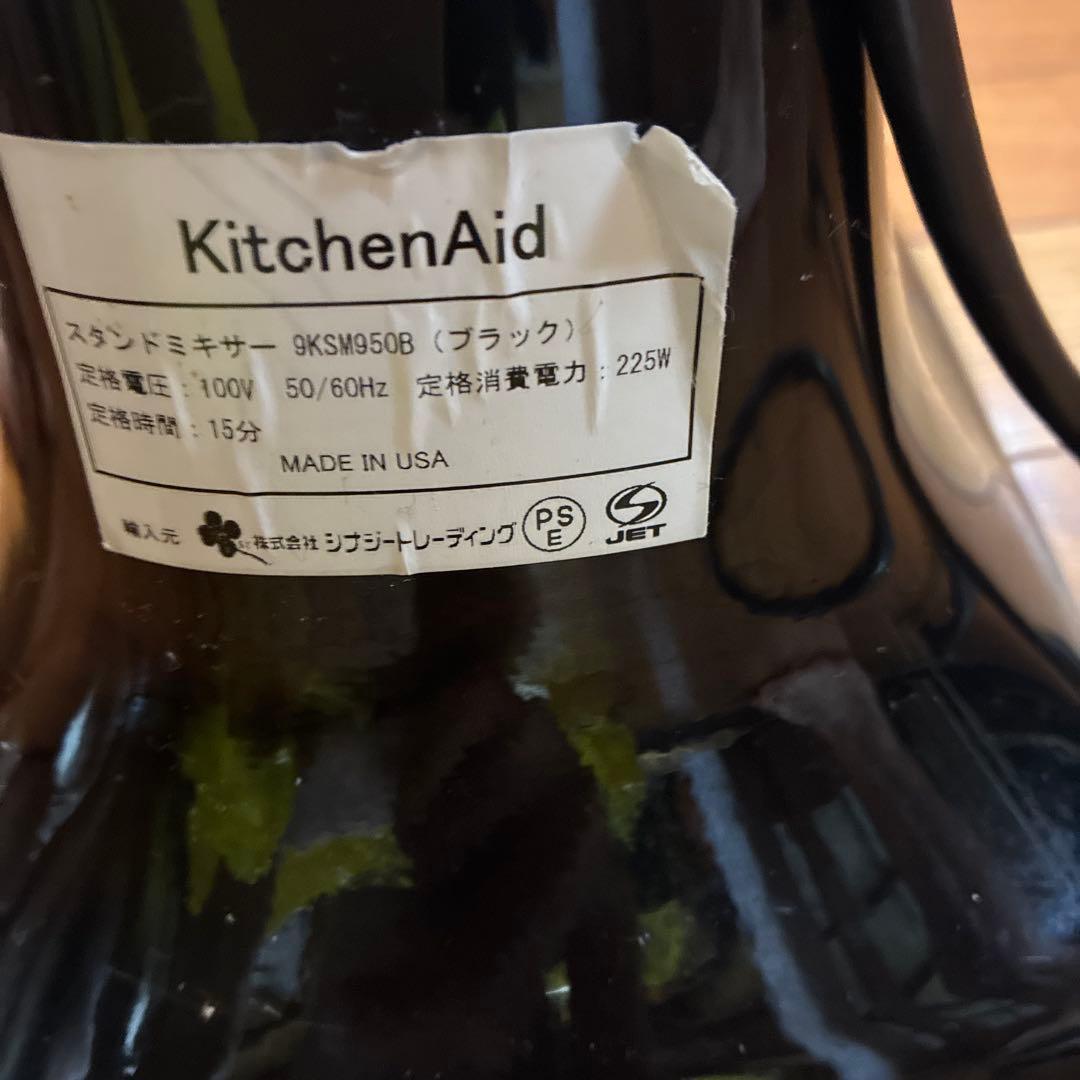 KitchenAid
スタンドミキサー 9KSM950B（ブラック）
定格電圧：100V 50/60Hz 定格消費電力：225W
定格時間：15分
MADE IN USA
輸入元 株式会社 シナジートレーディング PSE JET